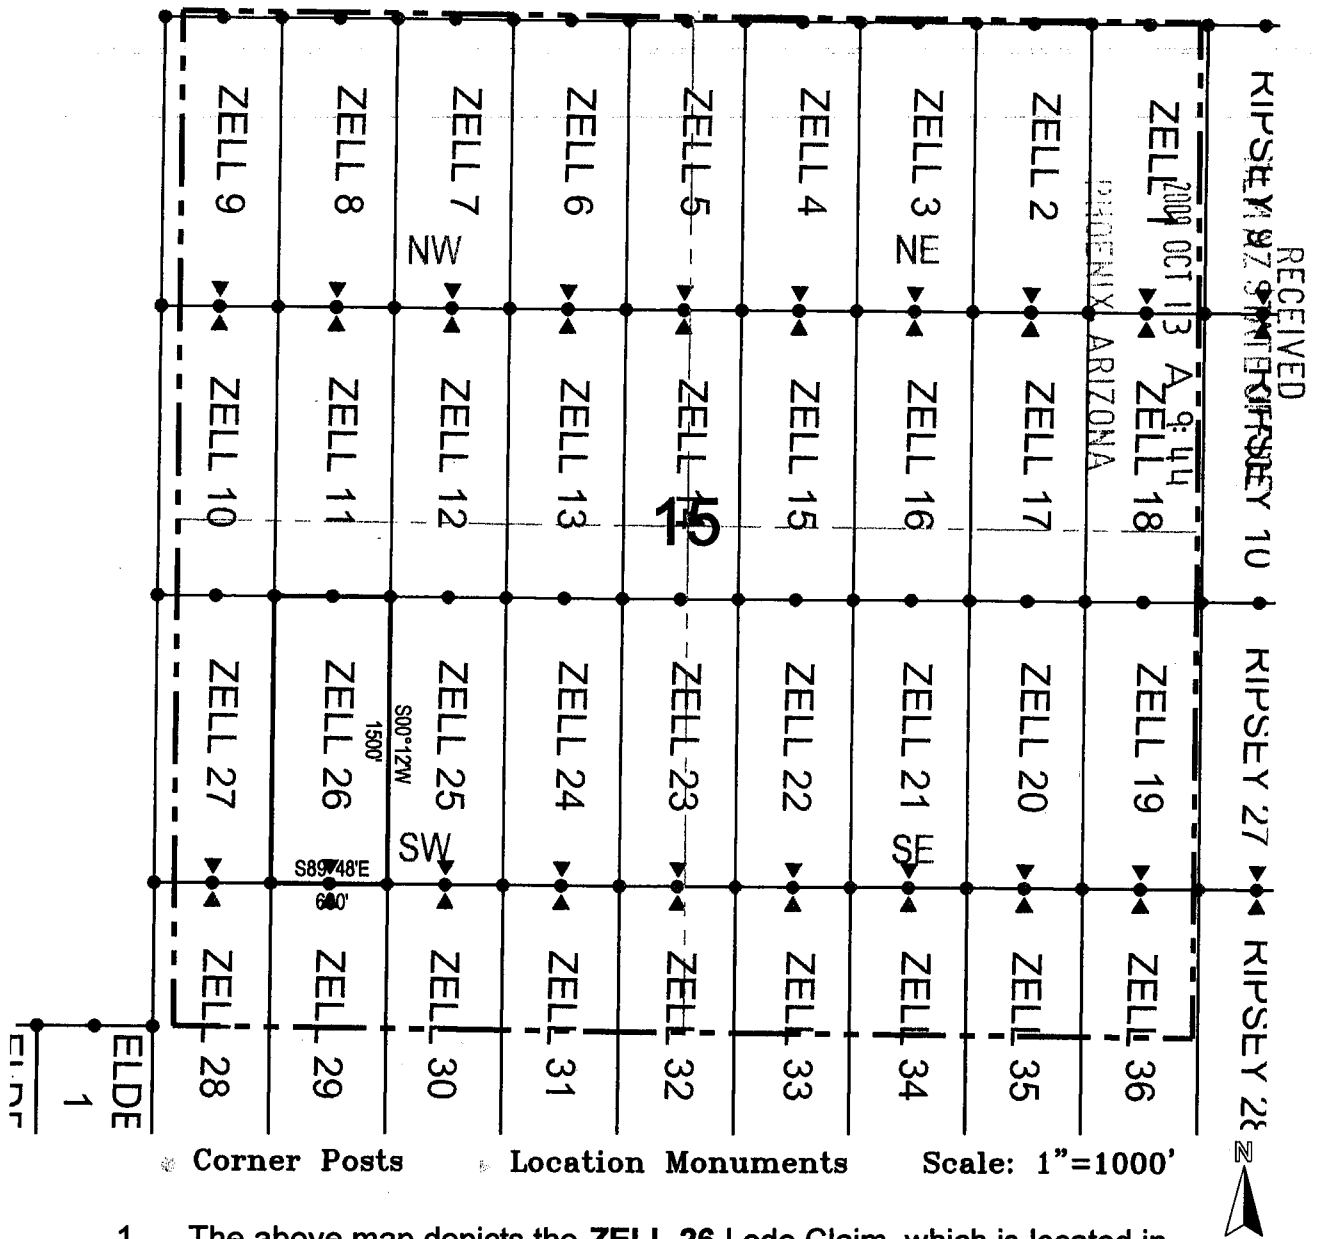 ZELL 9
ZELL 8
ZELL 7
ZELL 6
ZELL 5
ZELL 4
ZELL 3
ZELL 2
ZELL 1
RIPSEY 9
RECEIVED
2009 OCT 13 A 9:44
PHOENIX ARIZONA
NW
NE
ZELL 10
ZELL 11
ZELL 12
ZELL 13
ZELL
ZELL 15
ZELL 16
ZELL 17
ZELL 18
RIPSEY 10
15
ZELL 27
ZELL 26
S00°12'W
1500'
ZELL 25
ZELL 24
ZELL 23
ZELL 22
ZELL 21
ZELL 20
ZELL 19
RIPSEY 27
SW
SE
S89°48'E
600'
ZELL 28
ZELL 29
ZELL 30
ZELL 31
ZELL 32
ZELL 33
ZELL 34
ZELL 35
ZELL 36
RIPSEY 28
ELDE
1
N
Corner Posts Location Monuments Scale: 1"=1000'
1. The above map depicts the ZELL 26 Lode Claim, which is located in